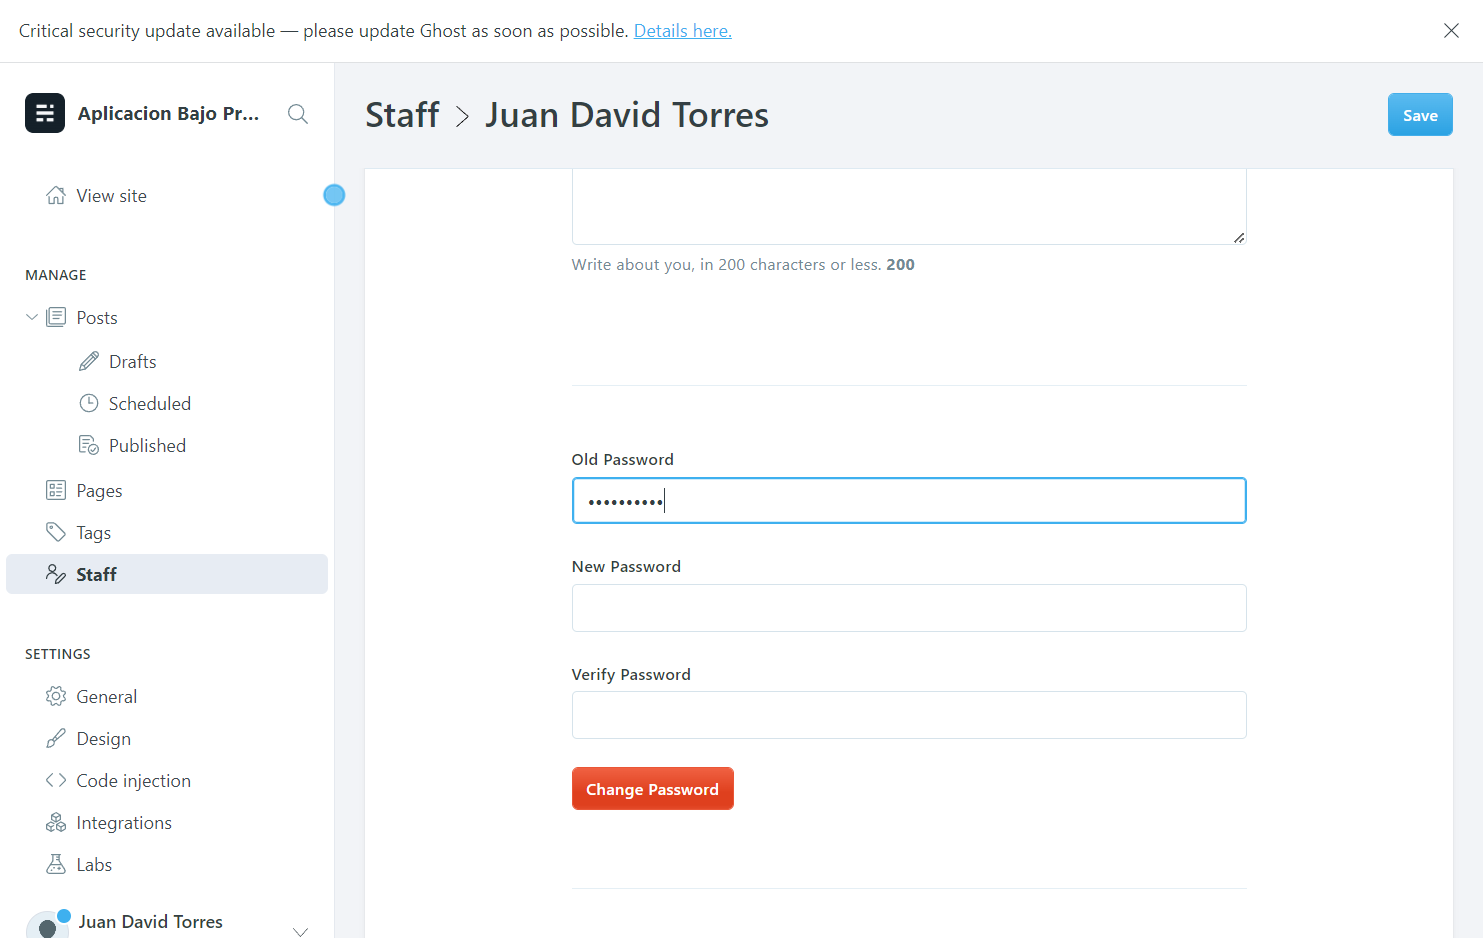 Critical security update available — please update Ghost as soon as possible. Details here.
Aplicacion Bajo Pr...
View site
MANAGE
Posts
Drafts
Scheduled
Published
Pages
Tags
Staff
SETTINGS
General
Design
Code injection
Integrations
Labs
Juan David Torres
Staff > Juan David Torres
Save
Write about you, in 200 characters or less. 200
Old Password
••••••••••
New Password
Verify Password
Change Password